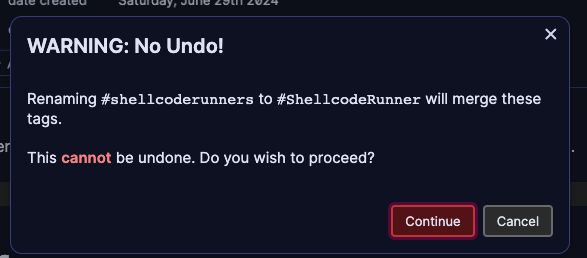 date created Saturday, June 29th 2024
WARNING: No Undo!
Renaming #shellcoderunners to #ShellcodeRunner will merge these
tags.
This cannot be undone. Do you wish to proceed?
Continue Cancel